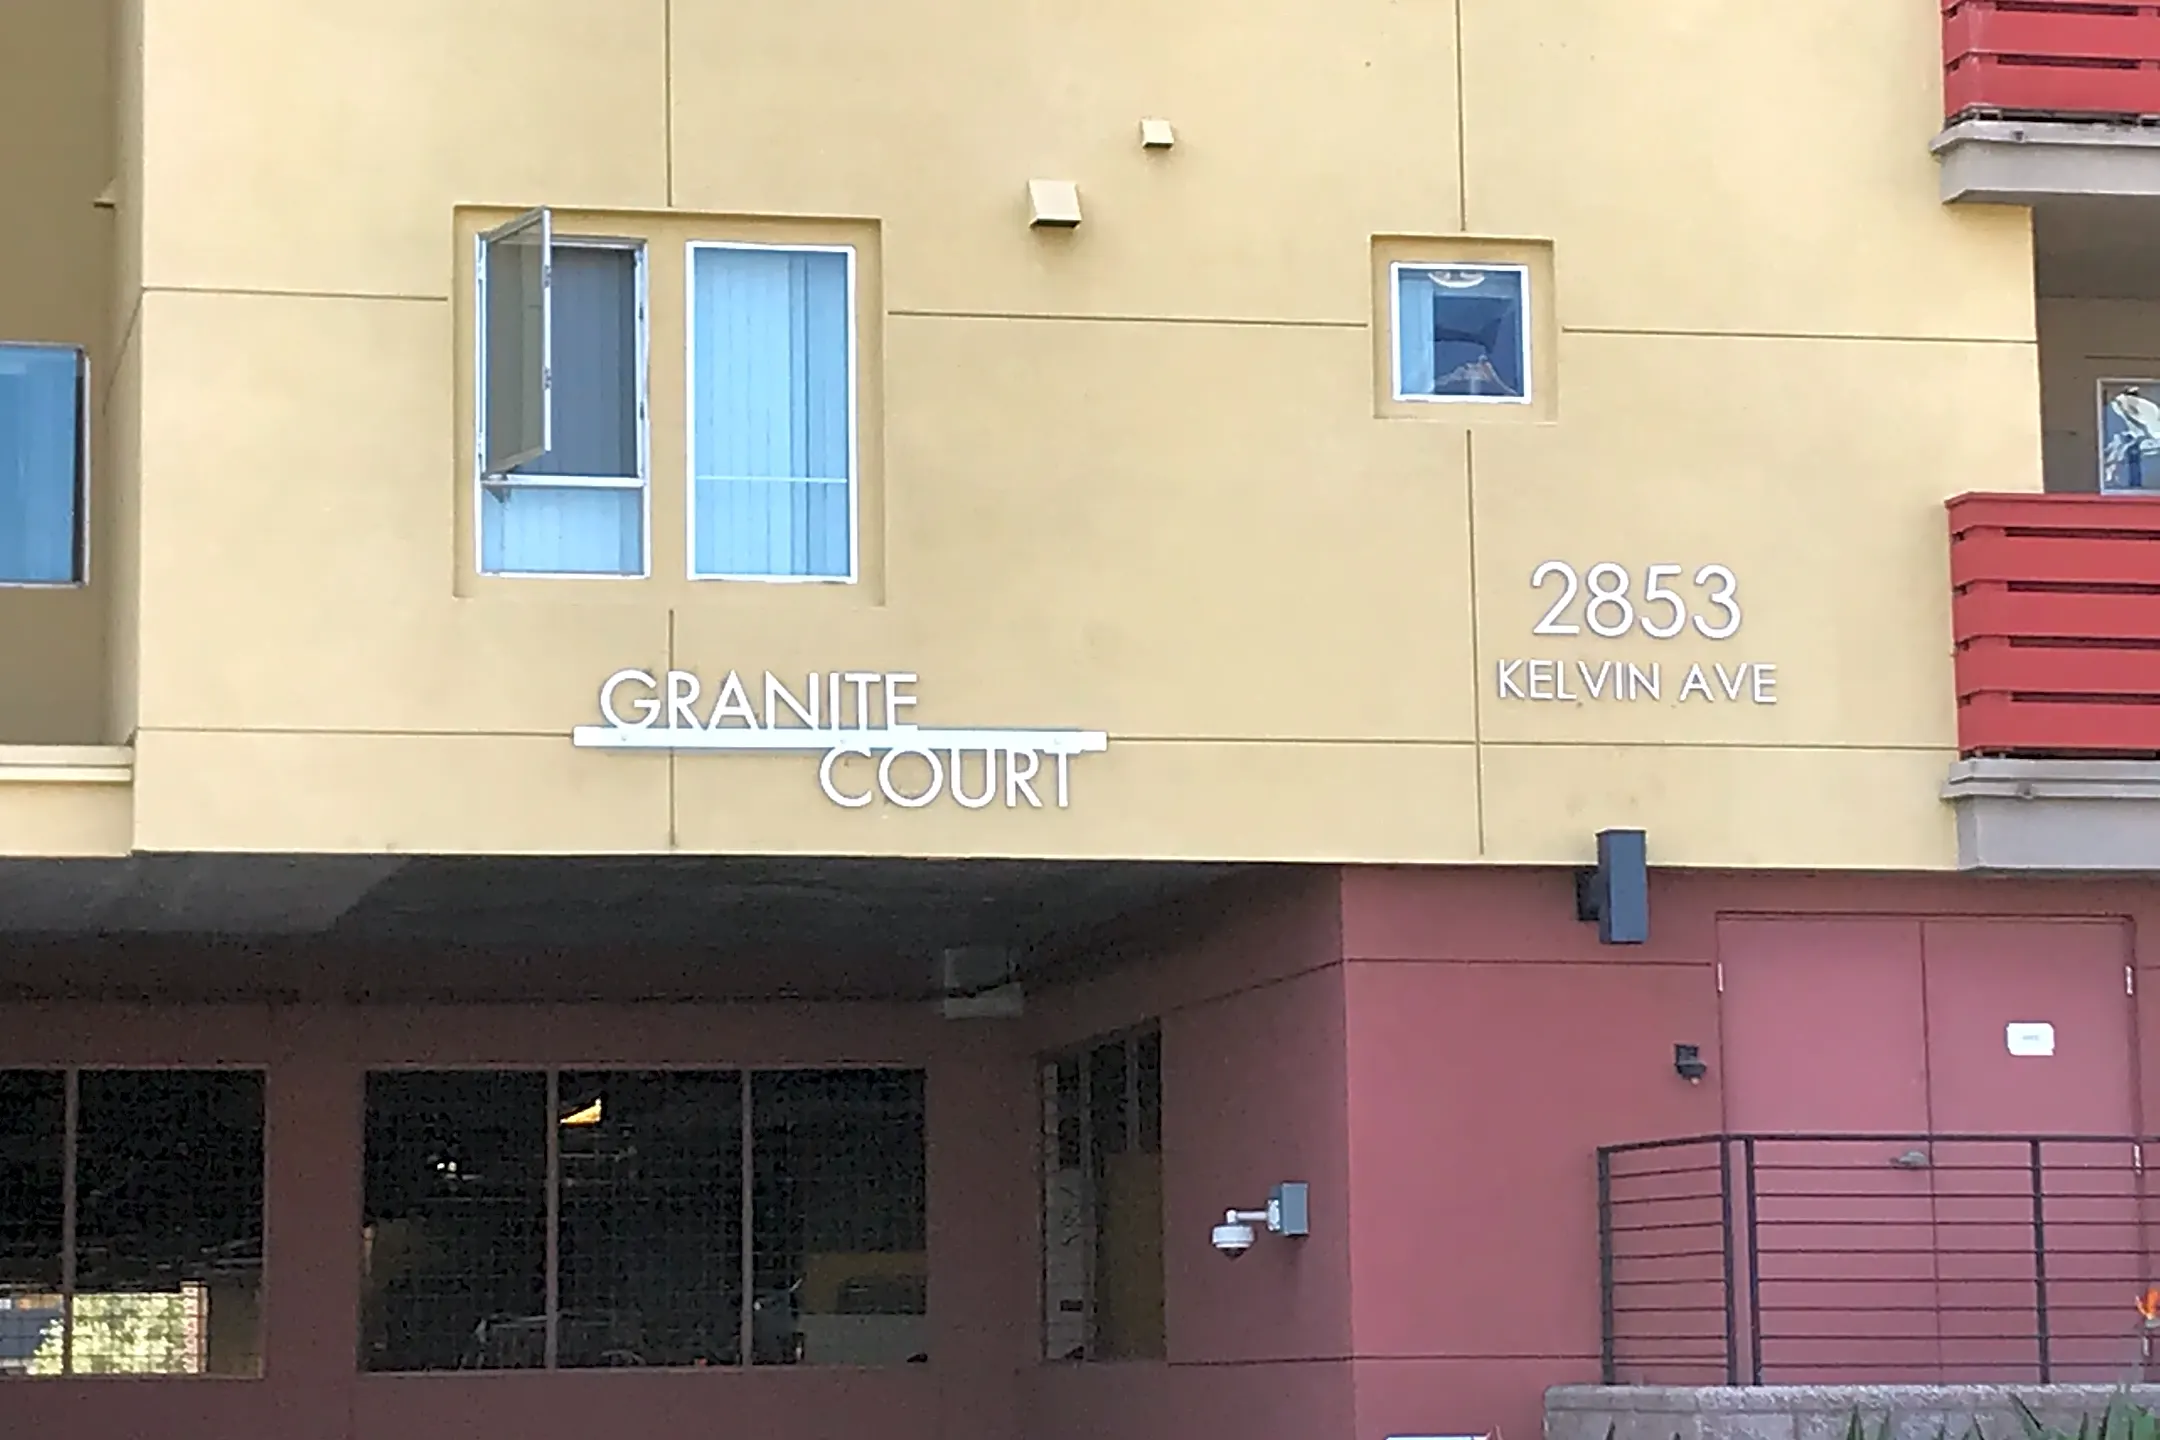 GRANITE
COURT
2853
KELVIN AVE